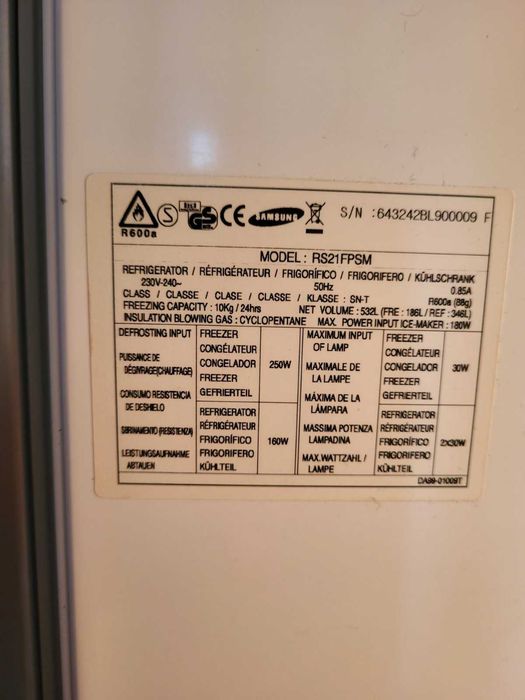 R600a
S
GS
CE
SAMSUNG
S/N :643242BL900009 F
MODEL : RS21FPSM
REFRIGERATOR / RÉFRIGÉRATEUR / FRIGORÍFICO / FRIGORIFERO / KÜHLSCHRANK
230V-240~ 50Hz 0.85A
CLASS / CLASSE / CLASE / CLASSE / KLASSE : SN-T R600a (88g)
FREEZING CAPACITY : 10Kg / 24hrs NET VOLUME : 532L (FRE : 186L / REF : 346L)
INSULATION BLOWING GAS : CYCLOPENTANE MAX. POWER INPUT ICE-MAKER : 180W
DEFROSTING INPUT
PUISSANCE DE
DÉGIVRAGE(CHAUFFAGE)
CONSUMO RESISTENCIA
DE DESHIELO
SBRINAMENTO (RESISTENZA)
LEISTUNGSAUFNAHME
ABTAUEN
FREEZER
CONGÉLATEUR
CONGELADOR
FREEZER
GEFRIERTEIL
250W
REFRIGERATOR
RÉFRIGÉRATEUR
FRIGORÍFICO
FRIGORIFERO
KÜHLTEIL
160W
MAXIMUM INPUT
OF LAMP
MAXIMALE DE
LA LAMPE
MÁXIMA DE LA
LÁMPARA
MASSIMA POTENZA
LAMPADINA
MAX.WATTZAHL /
LAMPE
FREEZER
CONGÉLATEUR
CONGELADOR
FREEZER
GEFRIERTEIL
30W
REFRIGERATOR
RÉFRIGÉRATEUR
FRIGORÍFICO
FRIGORIFERO
KÜHLTEIL
2x30W
DA99-01009T